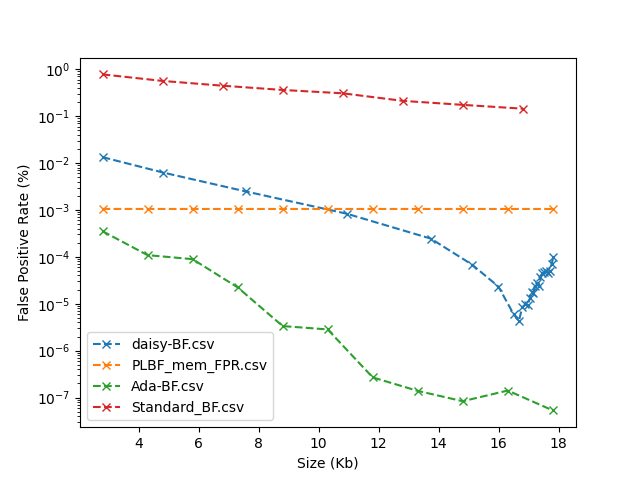 10⁰
10⁻¹
10⁻²
10⁻³
10⁻⁴
10⁻⁵
10⁻⁶
10⁻⁷
False Positive Rate (%)
daisy-BF.csv
PLBF_mem_FPR.csv
Ada-BF.csv
Standard_BF.csv
4 6 8 10 12 14 16 18
Size (Kb)